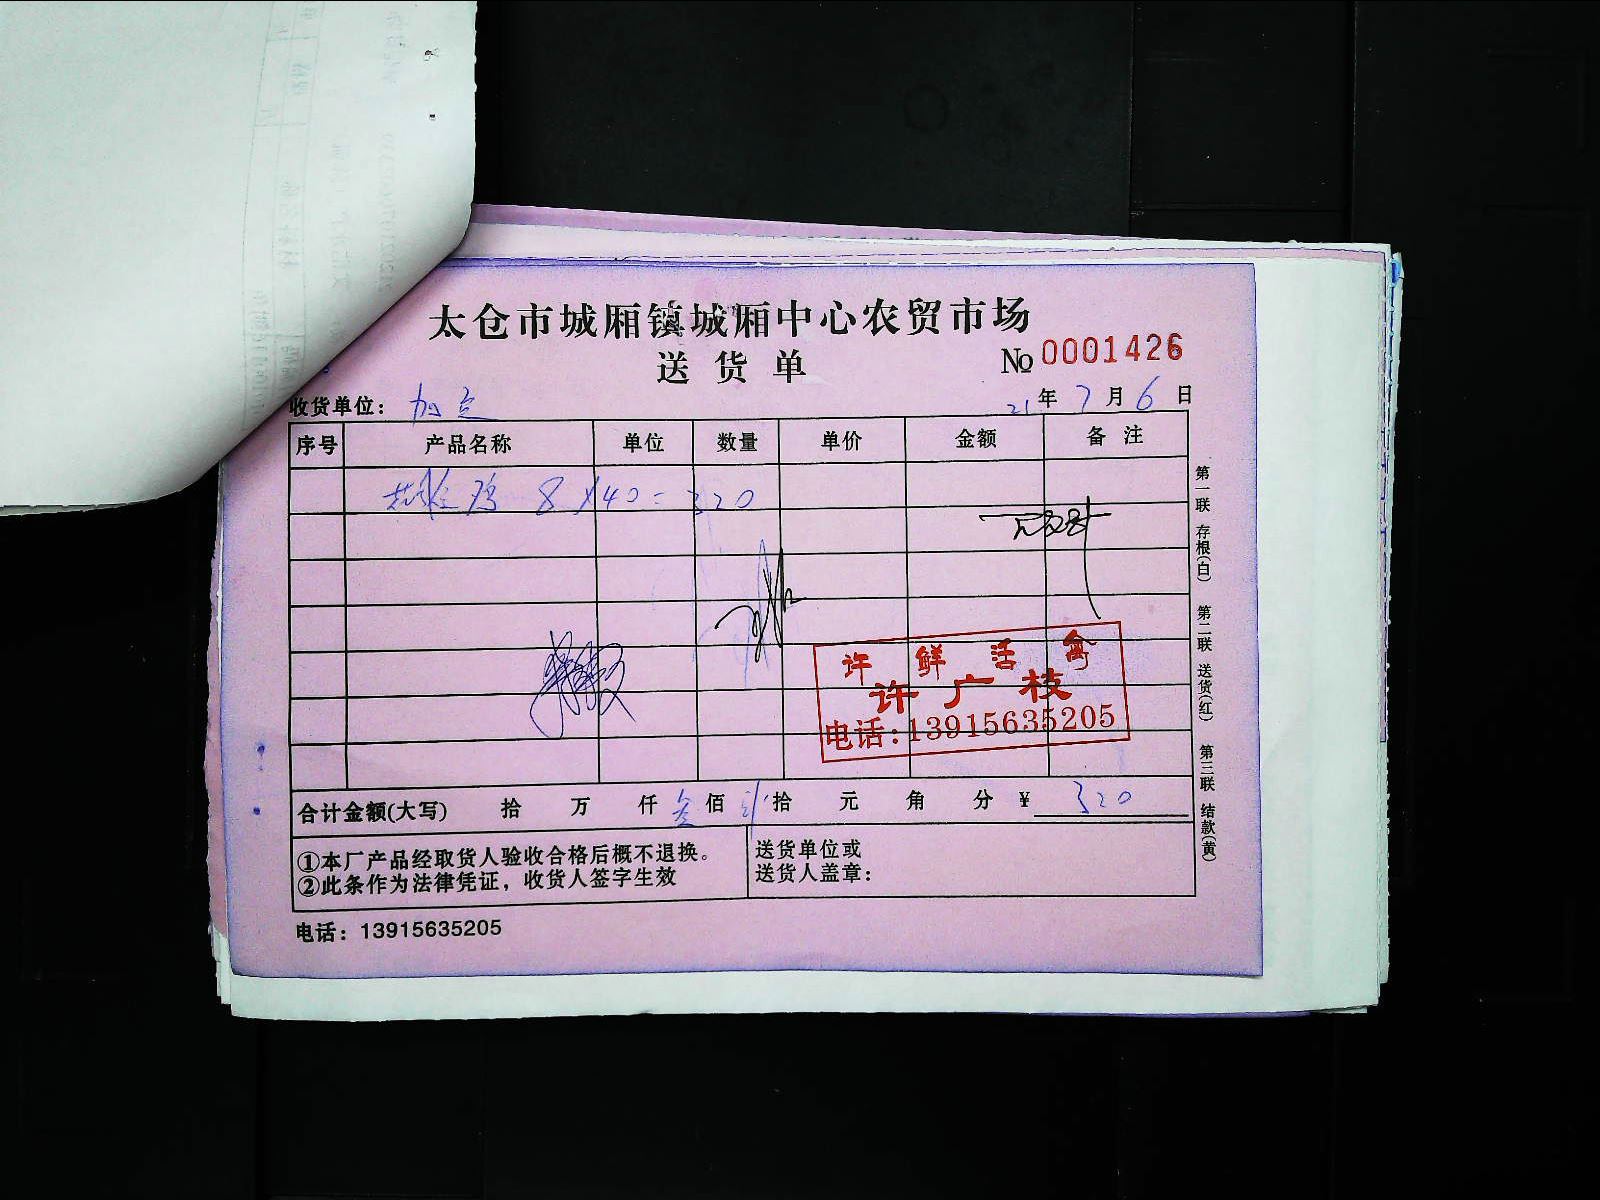 太仓市城厢镇城厢中心农贸市场
送货单 No 0001426
收货单位： 21年7月6日
序号 产品名称 单位 数量 单价 金额 备注
鸡 8×40=320
许鲜活禽
许广枝
电话:13915635205
合计金额(大写) 拾 万 仟 叁佰 贰拾 元 角 分 ¥ 320
①本厂产品经取货人验收合格后概不退换。
②此条作为法律凭证，收货人签字生效
送货单位或
送货人盖章：
电话：13915635205
第一联 存根(白) 第二联 送货(红) 第三联 结款(黄)